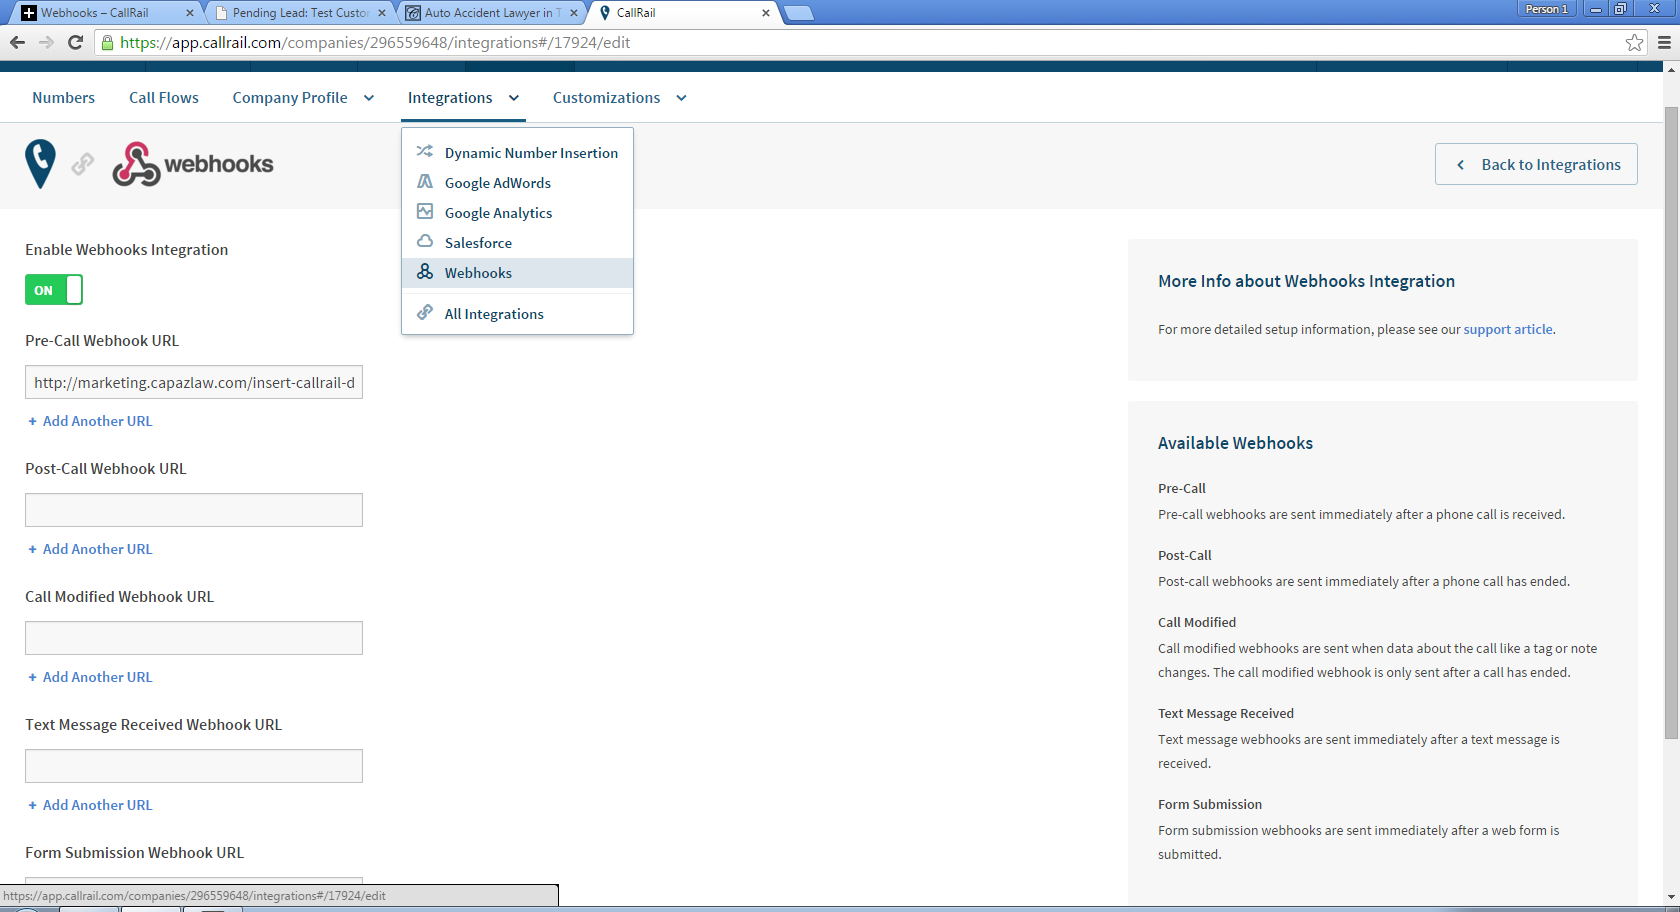 Webhooks – CallRail
Pending Lead: Test Custo
Auto Accident Lawyer in T
CallRail
Person 1
https://app.callrail.com/companies/296559648/integrations#/17924/edit
Numbers
Call Flows
Company Profile
Integrations
Customizations
webhooks
Dynamic Number Insertion
Google AdWords
Google Analytics
Salesforce
Webhooks
All Integrations
Back to Integrations
Enable Webhooks Integration
ON
Pre-Call Webhook URL
http://marketing.capazlaw.com/insert-callrail-d
+ Add Another URL
Post-Call Webhook URL
+ Add Another URL
Call Modified Webhook URL
+ Add Another URL
Text Message Received Webhook URL
+ Add Another URL
Form Submission Webhook URL
More Info about Webhooks Integration
For more detailed setup information, please see our support article.
Available Webhooks
Pre-Call
Pre-call webhooks are sent immediately after a phone call is received.
Post-Call
Post-call webhooks are sent immediately after a phone call has ended.
Call Modified
Call modified webhooks are sent when data about the call like a tag or note
changes. The call modified webhook is only sent after a call has ended.
Text Message Received
Text message webhooks are sent immediately after a text message is
received.
Form Submission
Form submission webhooks are sent immediately after a web form is
submitted.
https://app.callrail.com/companies/296559648/integrations#/17924/edit